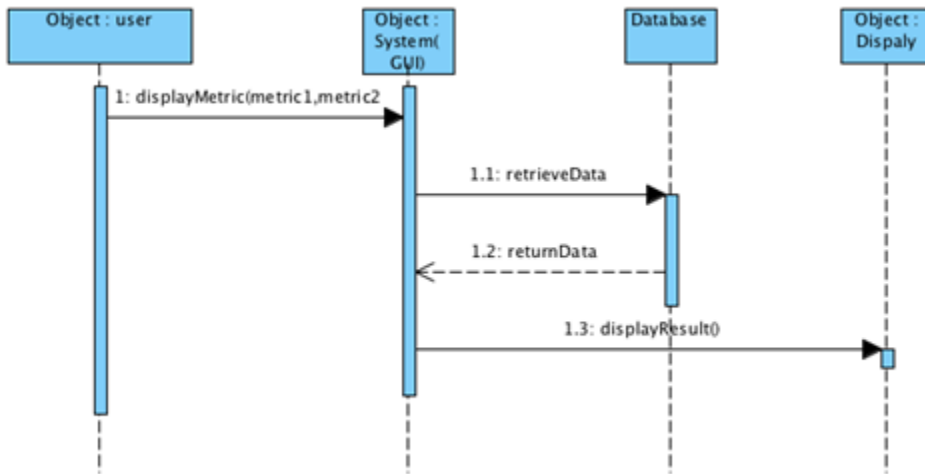 Object : user
Object :
System(
GUI)
Database
Object :
Dispaly
1: displayMetric(metric1,metric2
1.1: retrieveData
1.2: returnData
1.3: displayResult()